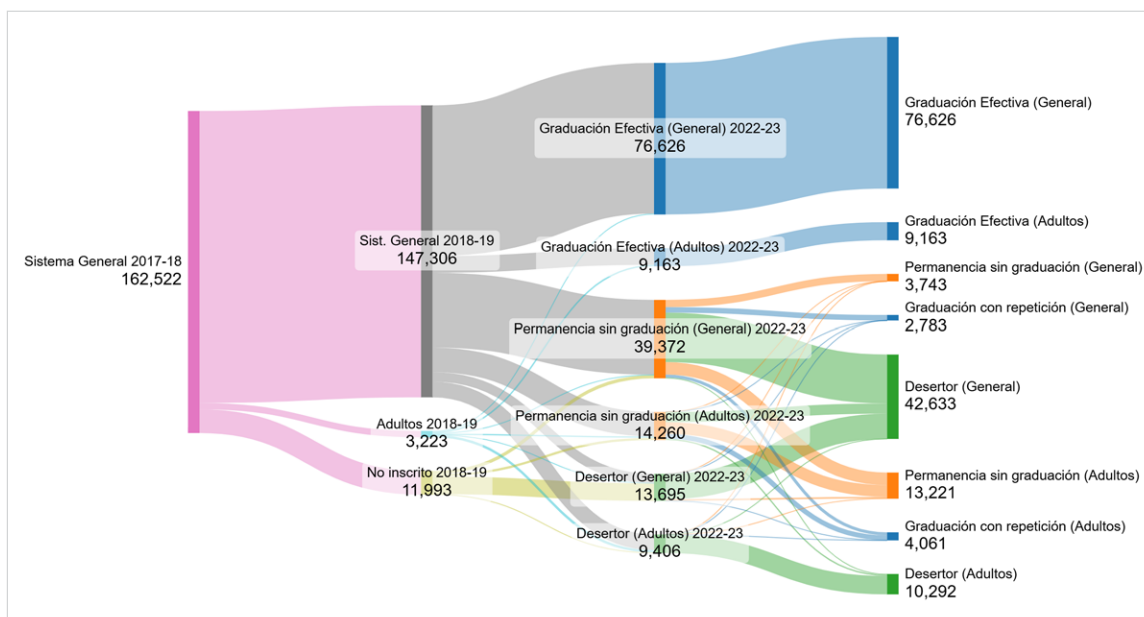 Sistema General 2017-18
162,522
Sist. General 2018-19
147,306
Adultos 2018-19
3,223
No inscrito 2018-19
11,993
Graduación Efectiva (General) 2022-23
76,626
Graduación Efectiva (Adultos) 2022-23
9,163
Permanencia sin graduación (General) 2022-23
39,372
Permanencia sin graduación (Adultos) 2022-23
14,260
Desertor (General) 2022-23
13,695
Desertor (Adultos) 2022-23
9,406
Graduación Efectiva (General)
76,626
Graduación Efectiva (Adultos)
9,163
Permanencia sin graduación (General)
3,743
Graduación con repetición (General)
2,783
Desertor (General)
42,633
Permanencia sin graduación (Adultos)
13,221
Graduación con repetición (Adultos)
4,061
Desertor (Adultos)
10,292